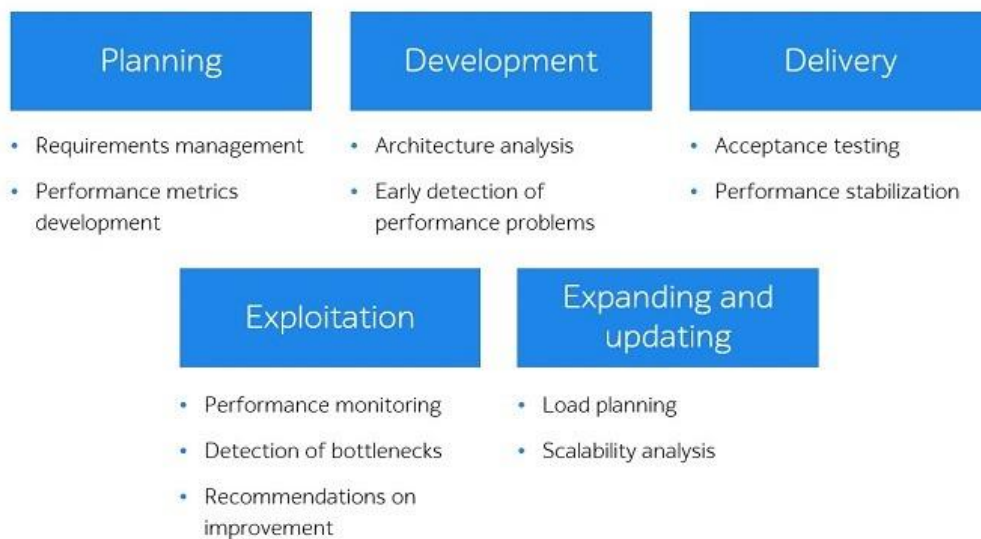 Planning
• Requirements management
• Performance metrics
development
Development
• Architecture analysis
• Early detection of
performance problems
Delivery
• Acceptance testing
• Performance stabilization
Exploitation
• Performance monitoring
• Detection of bottlenecks
• Recommendations on
improvement
Expanding and
updating
• Load planning
• Scalability analysis